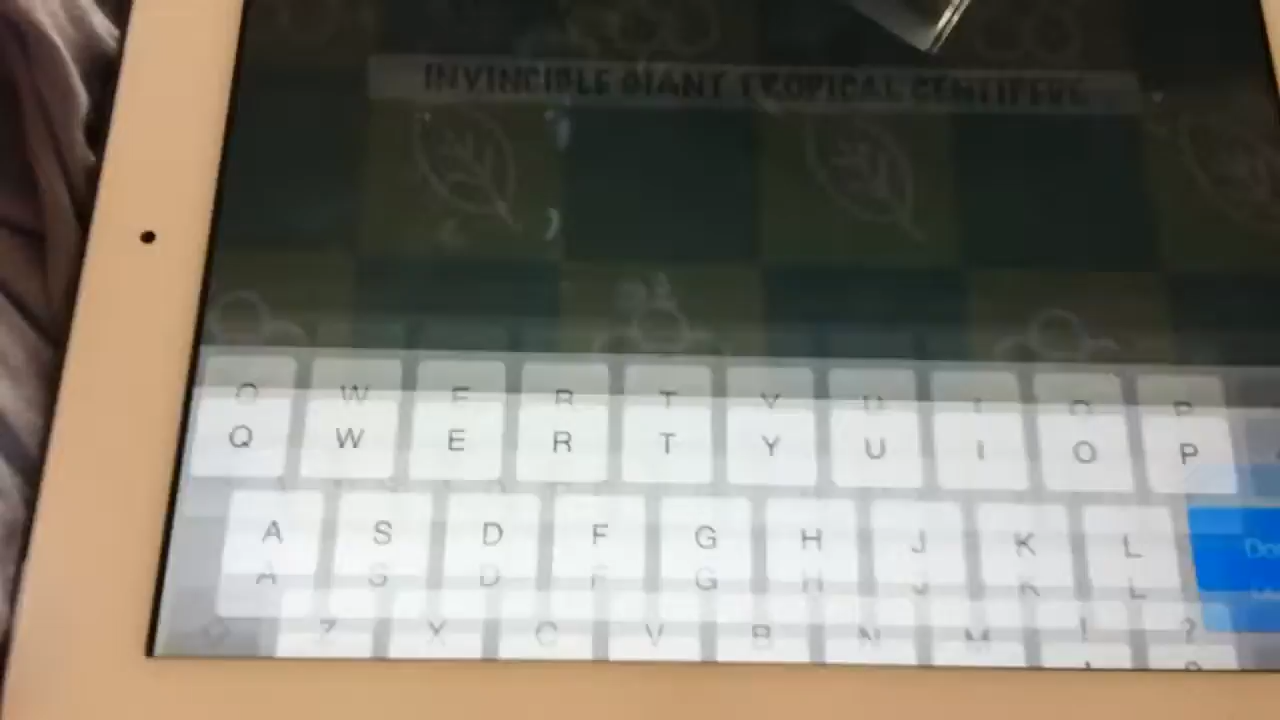 INVINCIBLE GIANT TROPICAL CENTIPEDE
Q W E R T Y U I O P
A S D F G H J K L
Z X C V B N M ! ?